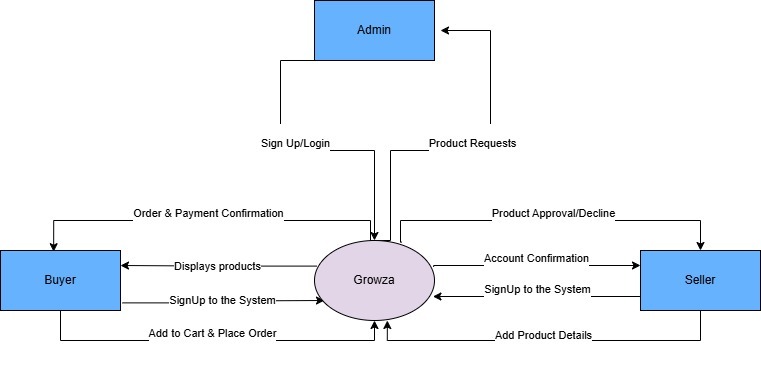 Admin
Sign Up/Login
Product Requests
Order & Payment Confirmation
Product Approval/Decline
Displays products
Account Confirmation
Buyer
Growza
Seller
SignUp to the System
SignUp to the System
Add to Cart & Place Order
Add Product Details